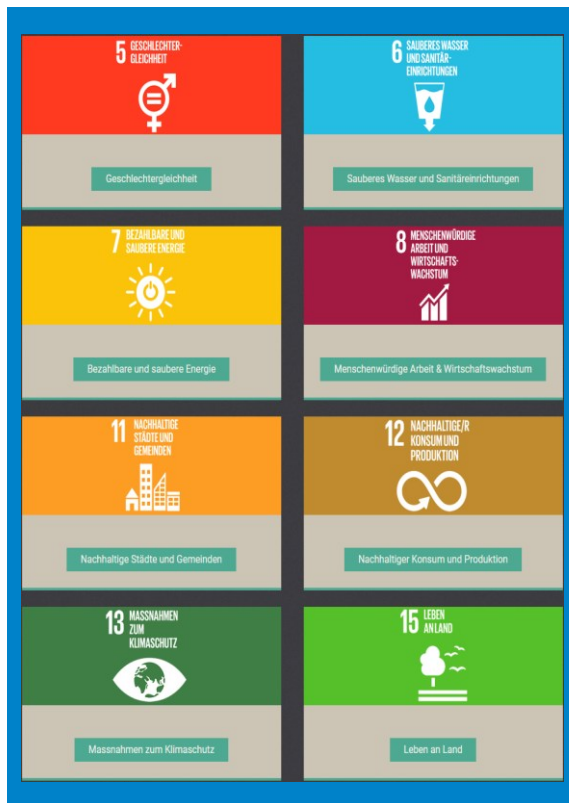 5 GESCHLECHTER-
GLEICHHEIT
Geschlechtergleichheit
6 SAUBERES WASSER
UND SANITÄR-
EINRICHTUNGEN
Sauberes Wasser und Sanitäreinrichtungen
7 BEZAHLBARE UND
SAUBERE ENERGIE
Bezahlbare und saubere Energie
8 MENSCHENWÜRDIGE
ARBEIT UND
WIRTSCHAFTS-
WACHSTUM
Menschenwürdige Arbeit & Wirtschaftswachstum
11 NACHHALTIGE
STÄDTE UND
GEMEINDEN
Nachhaltige Städte und Gemeinden
12 NACHHALTIGE/R
KONSUM UND
PRODUKTION
Nachhaltiger Konsum und Produktion
13 MASSNAHMEN
ZUM
KLIMASCHUTZ
Massnahmen zum Klimaschutz
15 LEBEN
AN LAND
Leben an Land